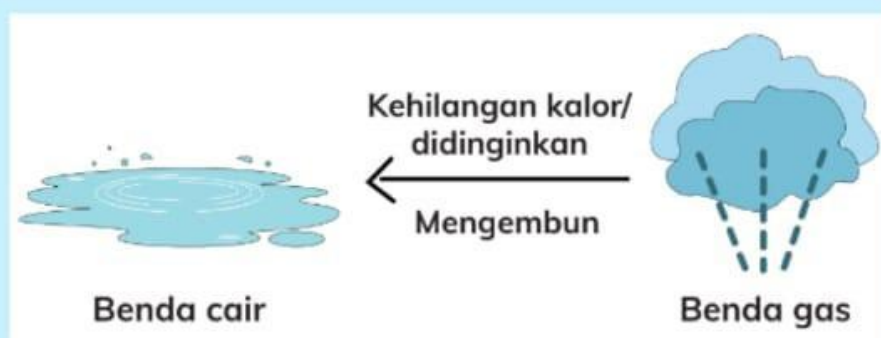 Kehilangan kalor/
didinginkan
Mengembun
Benda cair
Benda gas